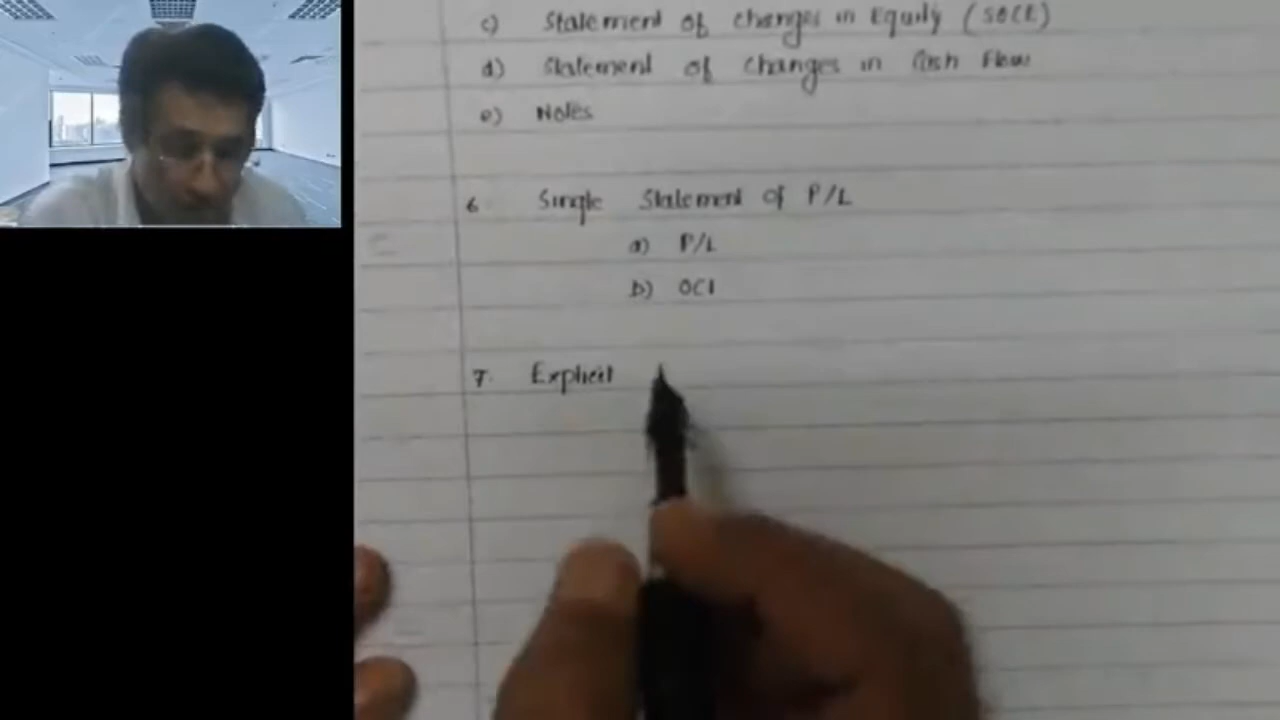 c) Statement of changes in Equity (SOCE)
d) Statement of changes in Cash Flow
e) Notes
6 Single Statement of P/L
a) P/L
b) OCI
7. Explicit